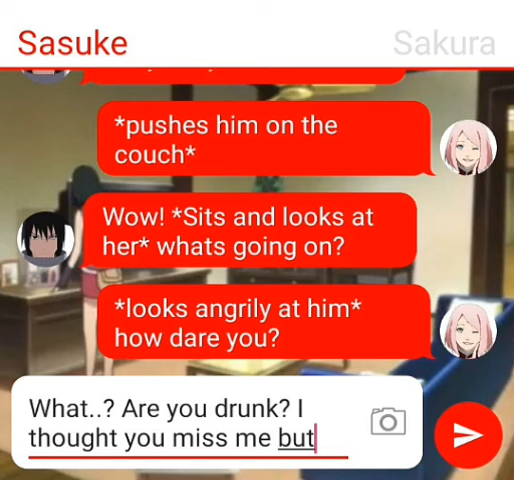 Sasuke
Sakura
*pushes him on the
couch*
Wow! *Sits and looks at
her* whats going on?
*looks angrily at him*
how dare you?
What..? Are you drunk? I
thought you miss me but